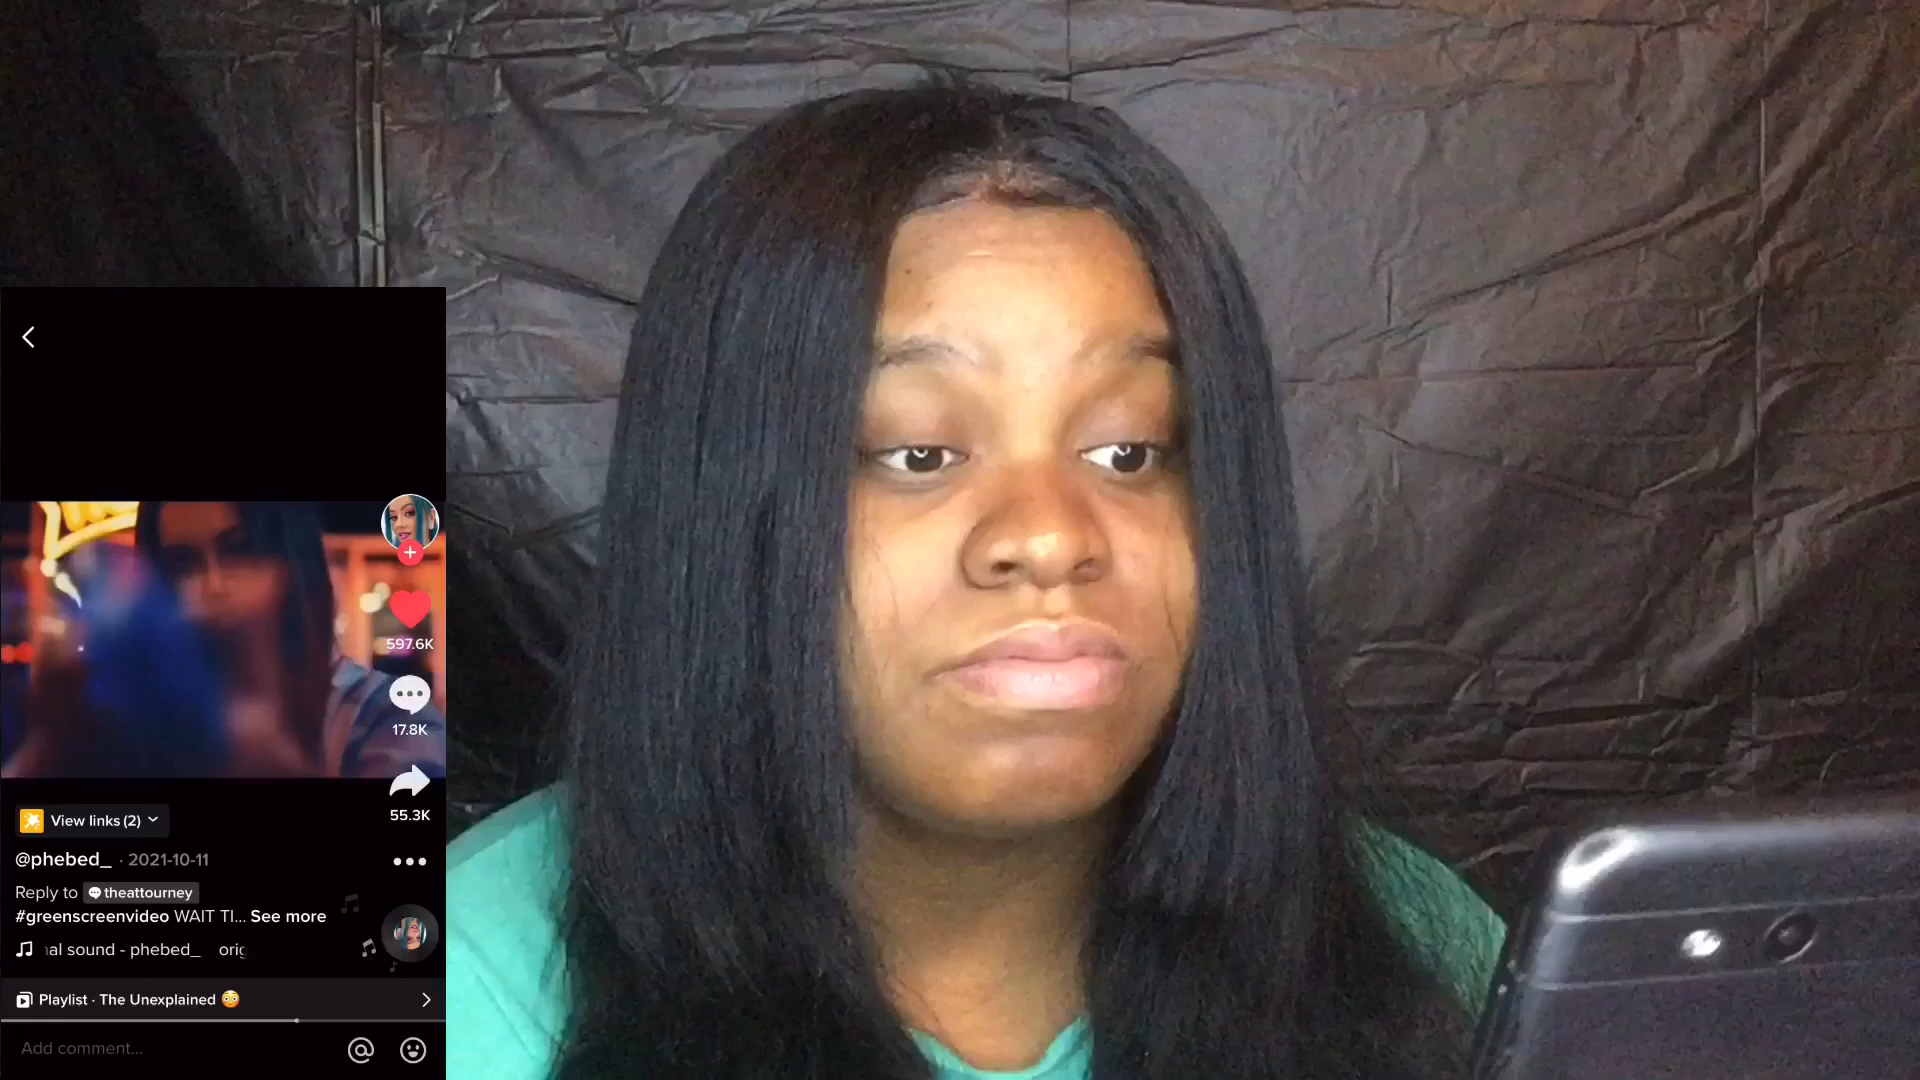 597.6K
17.8K
55.3K
View links (2)
@phebed_ · 2021-10-11
Reply to theattourney
#greenscreenvideo WAIT TI... See more
al sound - phebed_ orig
Playlist · The Unexplained 😳
Add comment...